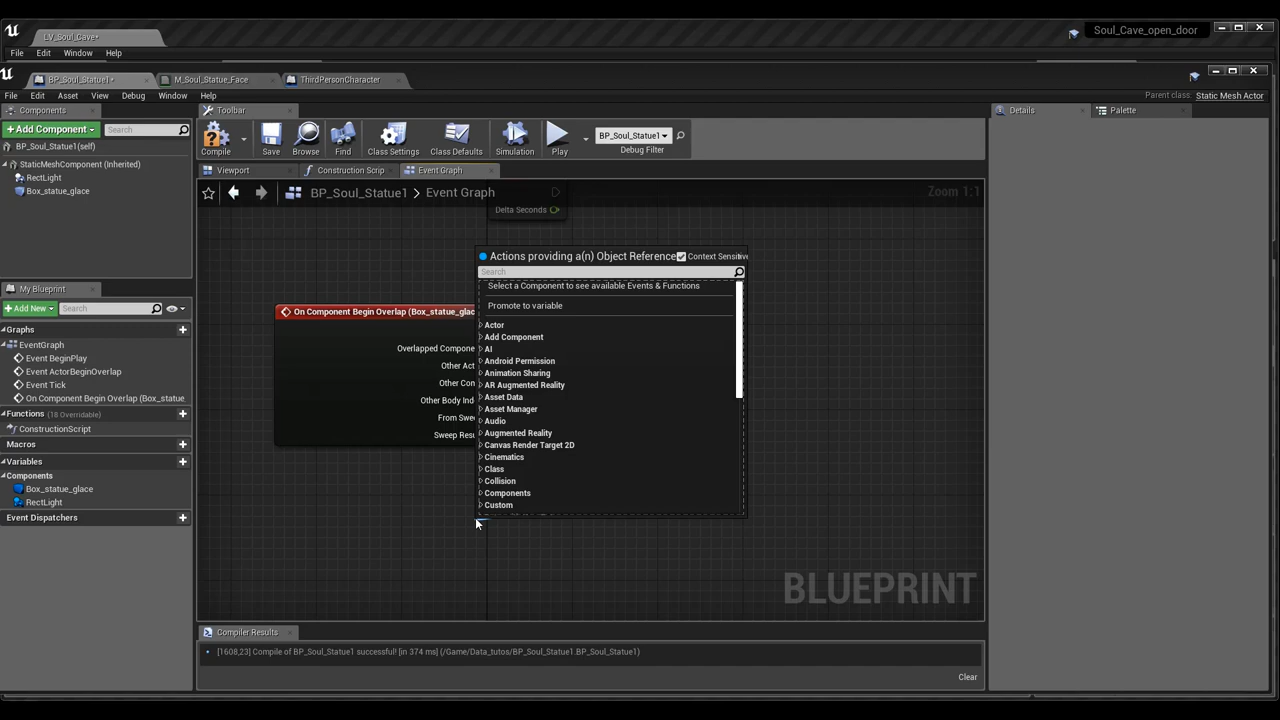 LV_Soul_Cave*
Soul_Cave_open_door
File Edit Window Help
BP_Soul_Statue1* M_Soul_Statue_Face ThirdPersonCharacter
File Edit Asset View Debug Window Help
Parent class: Static Mesh Actor
Components Toolbar Details Palette
+Add Component Search
BP_Soul_Statue1(self)
StaticMeshComponent (Inherited)
RectLight
Box_statue_glace
Compile Save Browse Find Class Settings Class Defaults Simulation Play
BP_Soul_Statue1
Debug Filter
Viewport Construction Scrip Event Graph
BP_Soul_Statue1 > Event Graph
Zoom 1:1
Delta Seconds
Actions providing a(n) Object Reference Context Sensitive
Search
Select a Component to see available Events & Functions
Promote to variable
Actor
Add Component
AI
Android Permission
Animation Sharing
AR Augmented Reality
Asset Data
Asset Manager
Audio
Augmented Reality
Canvas Render Target 2D
Cinematics
Class
Collision
Components
Custom
On Component Begin Overlap (Box_statue_glac
Overlapped Compone
Other Act
Other Com
Other Body Inde
From Swee
Sweep Resu
My Blueprint
+Add New Search
Graphs
EventGraph
Event BeginPlay
Event ActorBeginOverlap
Event Tick
On Component Begin Overlap (Box_statue
Functions (18 Overridable)
ConstructionScript
Macros
Variables
Components
Box_statue_glace
RectLight
Event Dispatchers
BLUEPRINT
Compiler Results
[1608,23] Compile of BP_Soul_Statue1 successful! [in 374 ms] (/Game/Data_tutos/BP_Soul_Statue1.BP_Soul_Statue1)
Clear